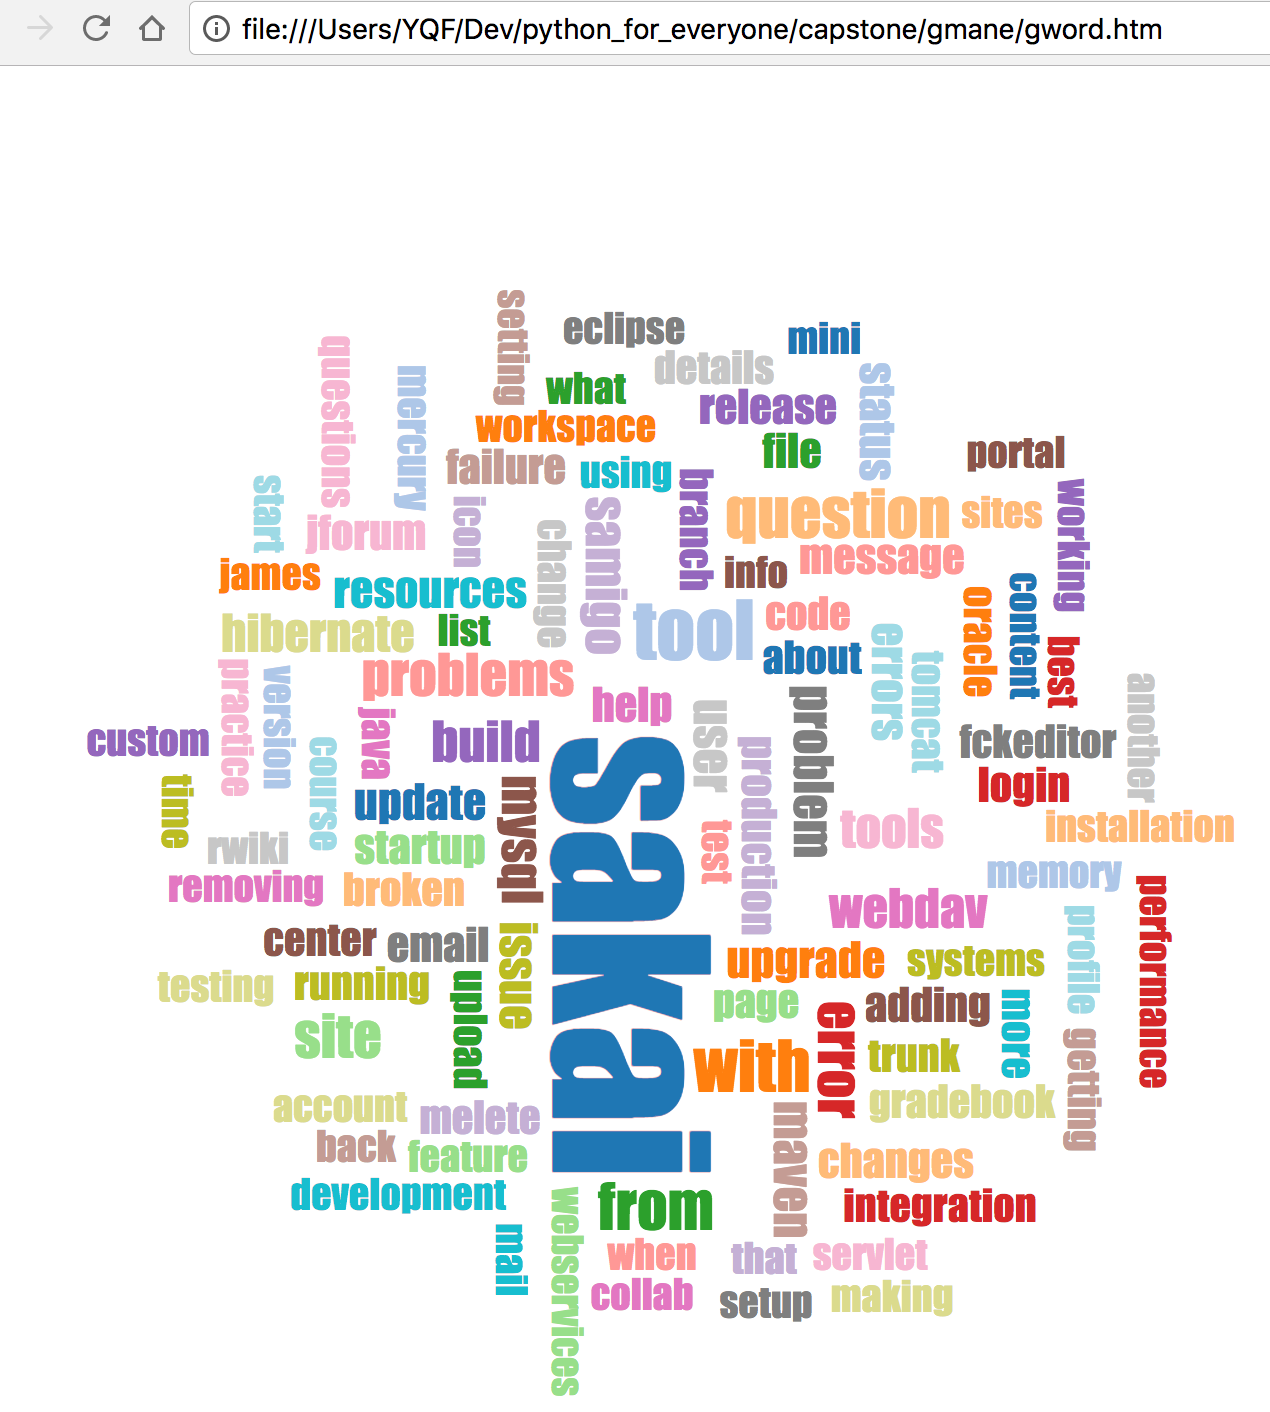 file:///Users/YQF/Dev/python_for_everyone/capstone/gmane/gword.htm
setting
eclipse
mini
questions
details
mercury
what
status
release
workspace
file
portal
failure
using
start
branch
working
question
sites
icon
samigo
jforum
change
message
info
james
resources
content
oracle
tool
code
hibernate
list
about
errors
best
problems
tomcat
practice
version
another
help
java
user
problem
custom
build
fckeditor
course
production
login
time
mysql
update
sakai
test
tools
installation
rwiki
startup
memory
removing
broken
webdav
performance
center
email
issue
profile
upgrade
systems
testing
running
upload
page
error
adding
more
site
with
trunk
getting
account
melete
gradebook
maven
back
feature
changes
development
from
integration
webservices
mail
when
that
servlet
collab
setup
making